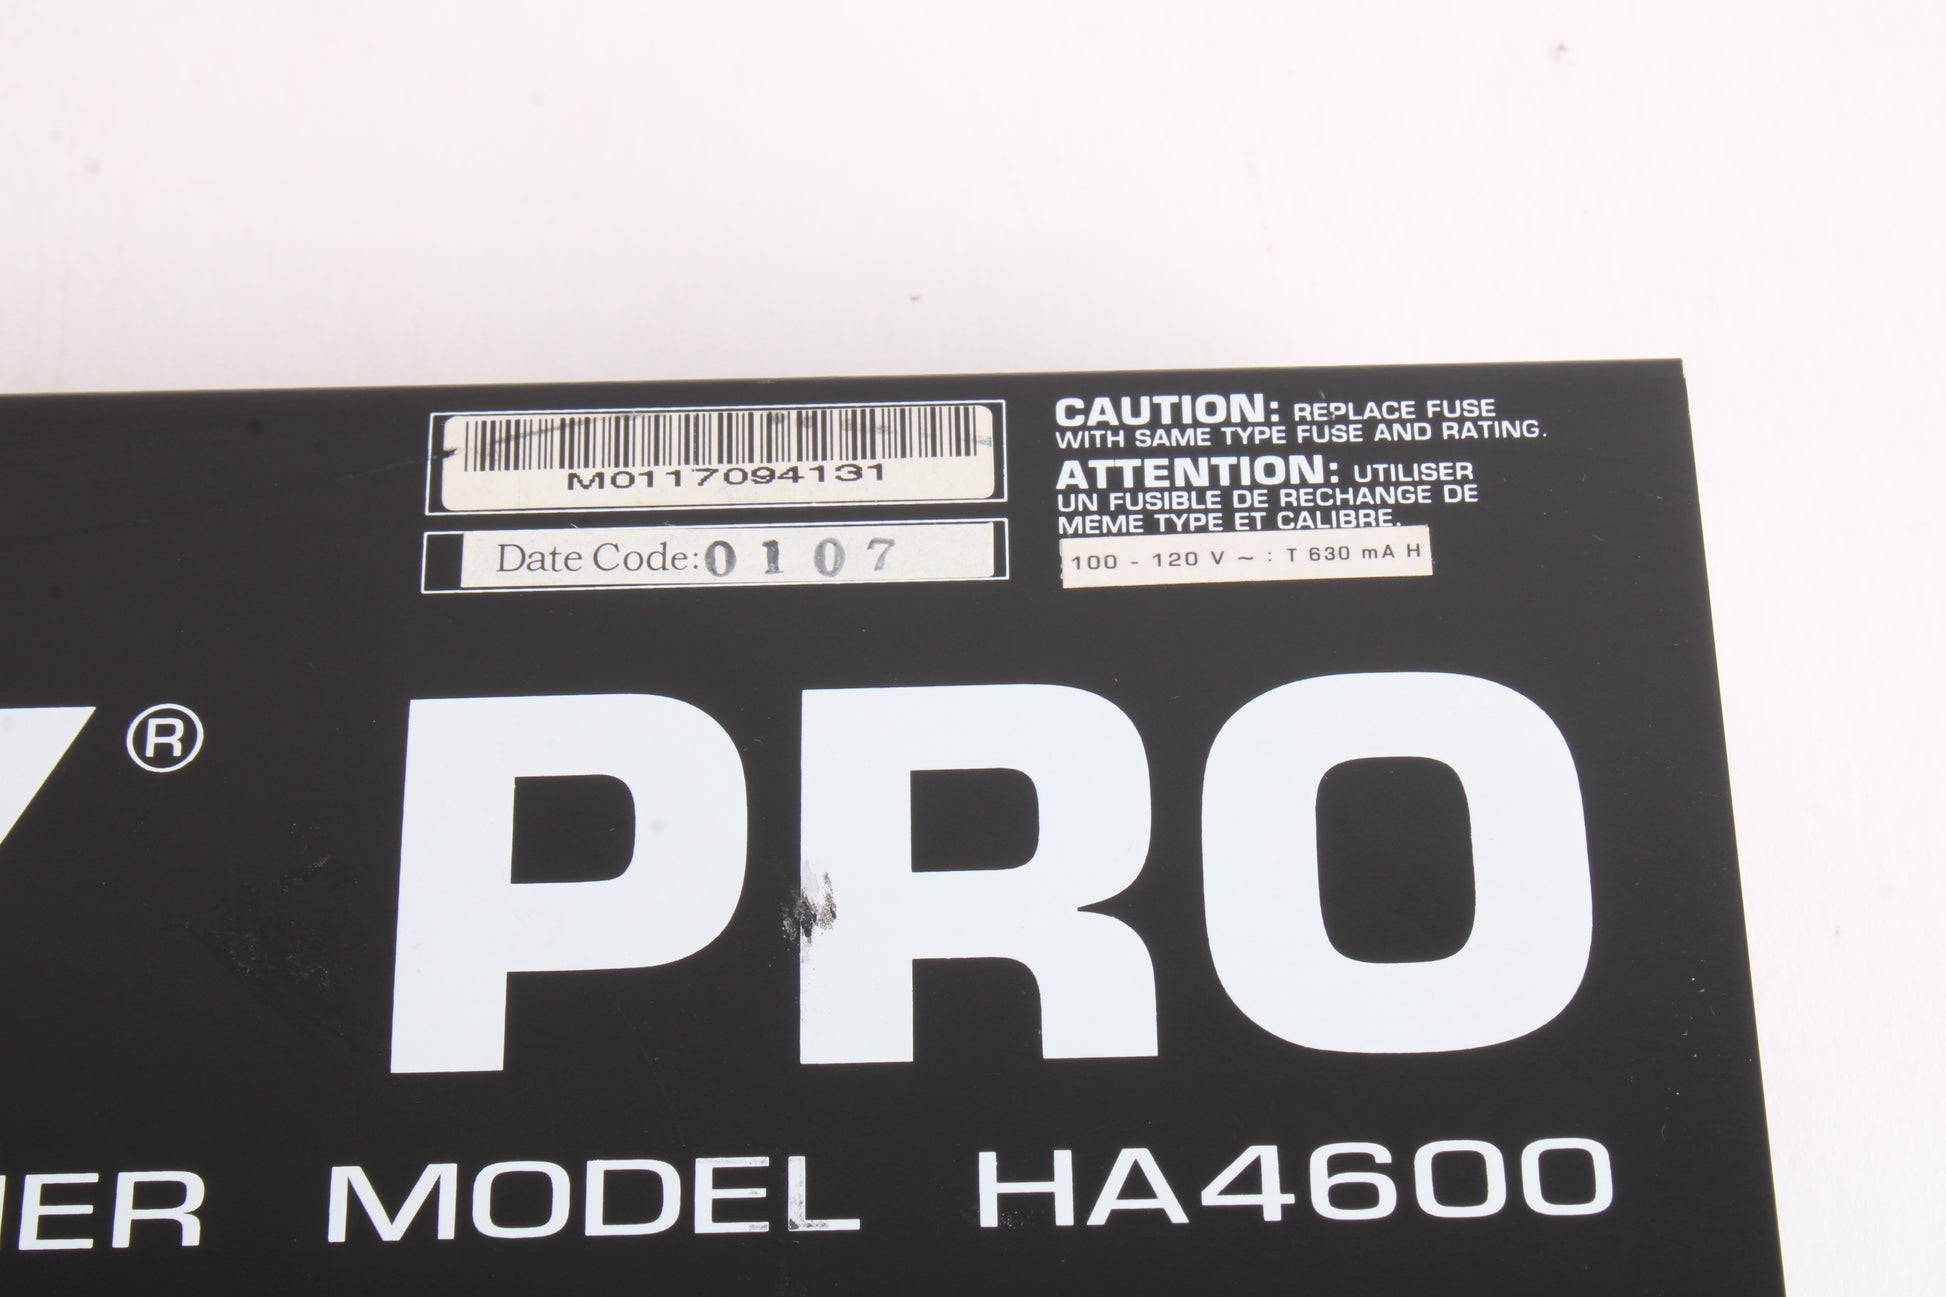 M0117094131
Date Code: 0107
CAUTION: REPLACE FUSE
WITH SAME TYPE FUSE AND RATING.
ATTENTION: UTILISER
UN FUSIBLE DE RECHANGE DE
MEME TYPE ET CALIBRE.
100 - 120 V ~ : T 630 mA H
® PRO
MODEL HA4600